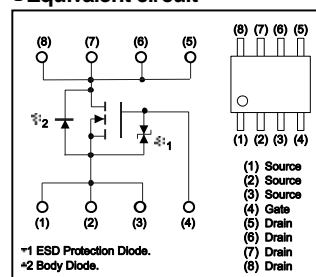 Equivalent circuit
(8) (7) (6) (5)
(8) (7) (6) (5)
*2
*1
(1) (2) (3) (4)
(1) (2) (3) (4)
(1) Source
(2) Source
(3) Source
(4) Gate
(5) Drain
(6) Drain
(7) Drain
(8) Drain
*1 ESD Protection Diode.
*2 Body Diode.